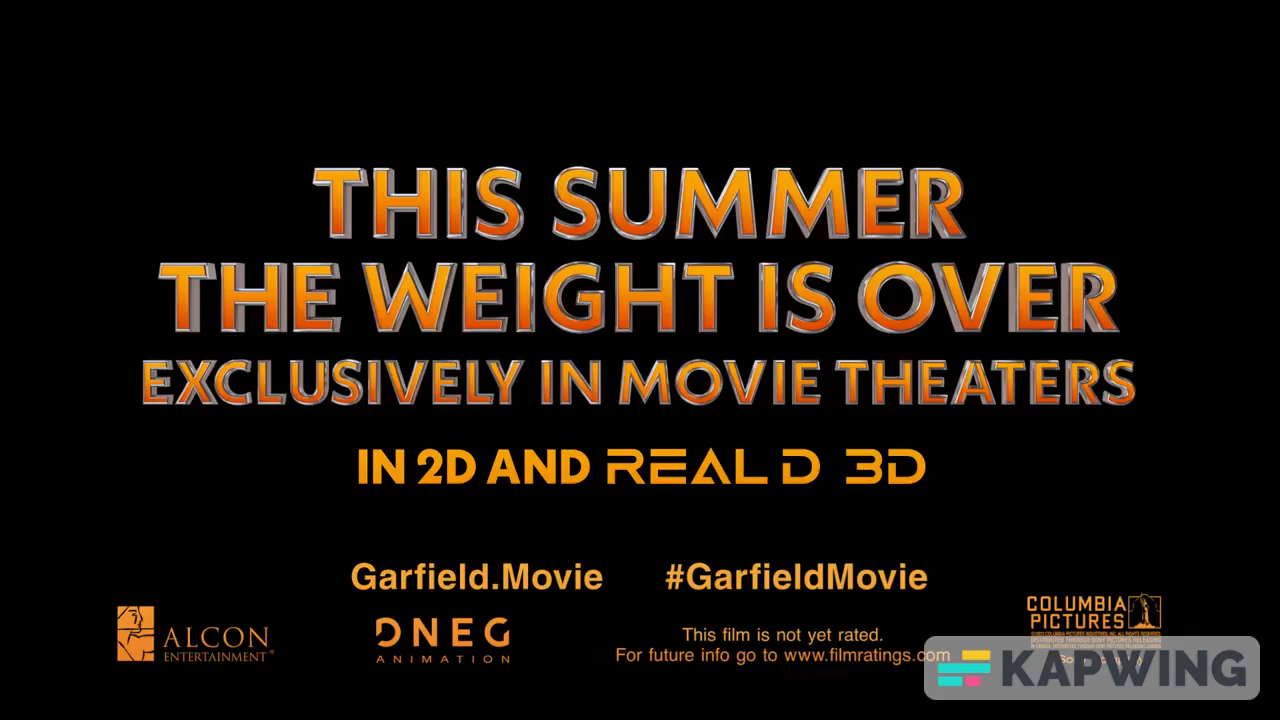 THIS SUMMER
THE WEIGHT IS OVER
EXCLUSIVELY IN MOVIE THEATERS
IN 2D AND REAL D 3D
Garfield.Movie #GarfieldMovie
ALCON
ENTERTAINMENT®
DNEG
ANIMATION
This film is not yet rated.
For future info go to www.filmratings.com
COLUMBIA
PICTURES
KAPWING